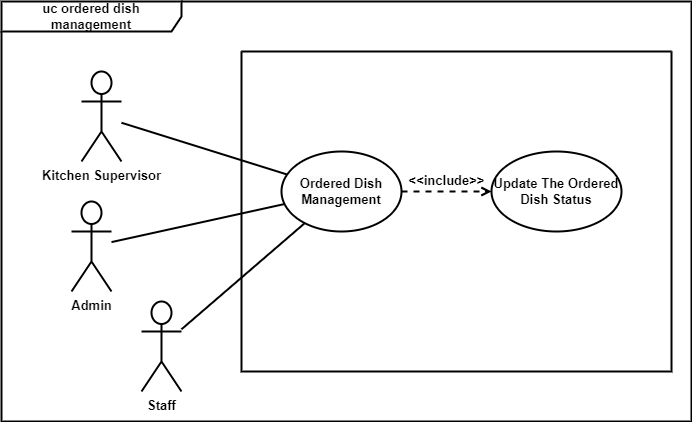 uc ordered dish
management
Kitchen Supervisor
Ordered Dish
Management
<<include>>
Update The Ordered
Dish Status
Admin
Staff